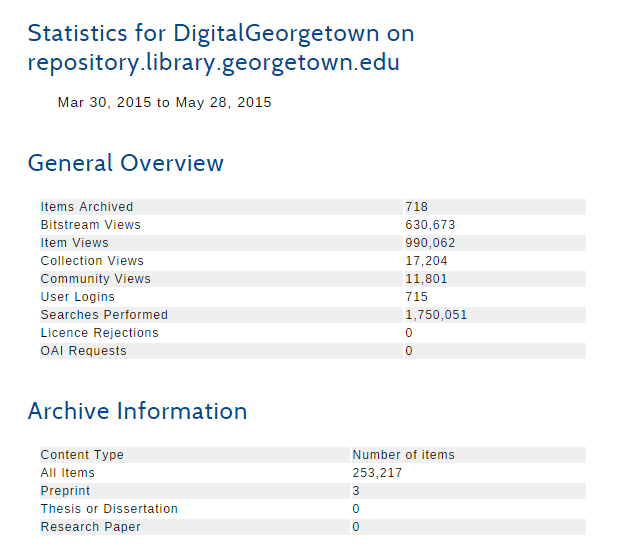 Statistics for DigitalGeorgetown on
repository.library.georgetown.edu
Mar 30, 2015 to May 28, 2015
General Overview
Items Archived 718
Bitstream Views 630,673
Item Views 990,062
Collection Views 17,204
Community Views 11,801
User Logins 715
Searches Performed 1,750,051
Licence Rejections 0
OAI Requests 0
Archive Information
Content Type Number of items
All Items 253,217
Preprint 3
Thesis or Dissertation 0
Research Paper 0